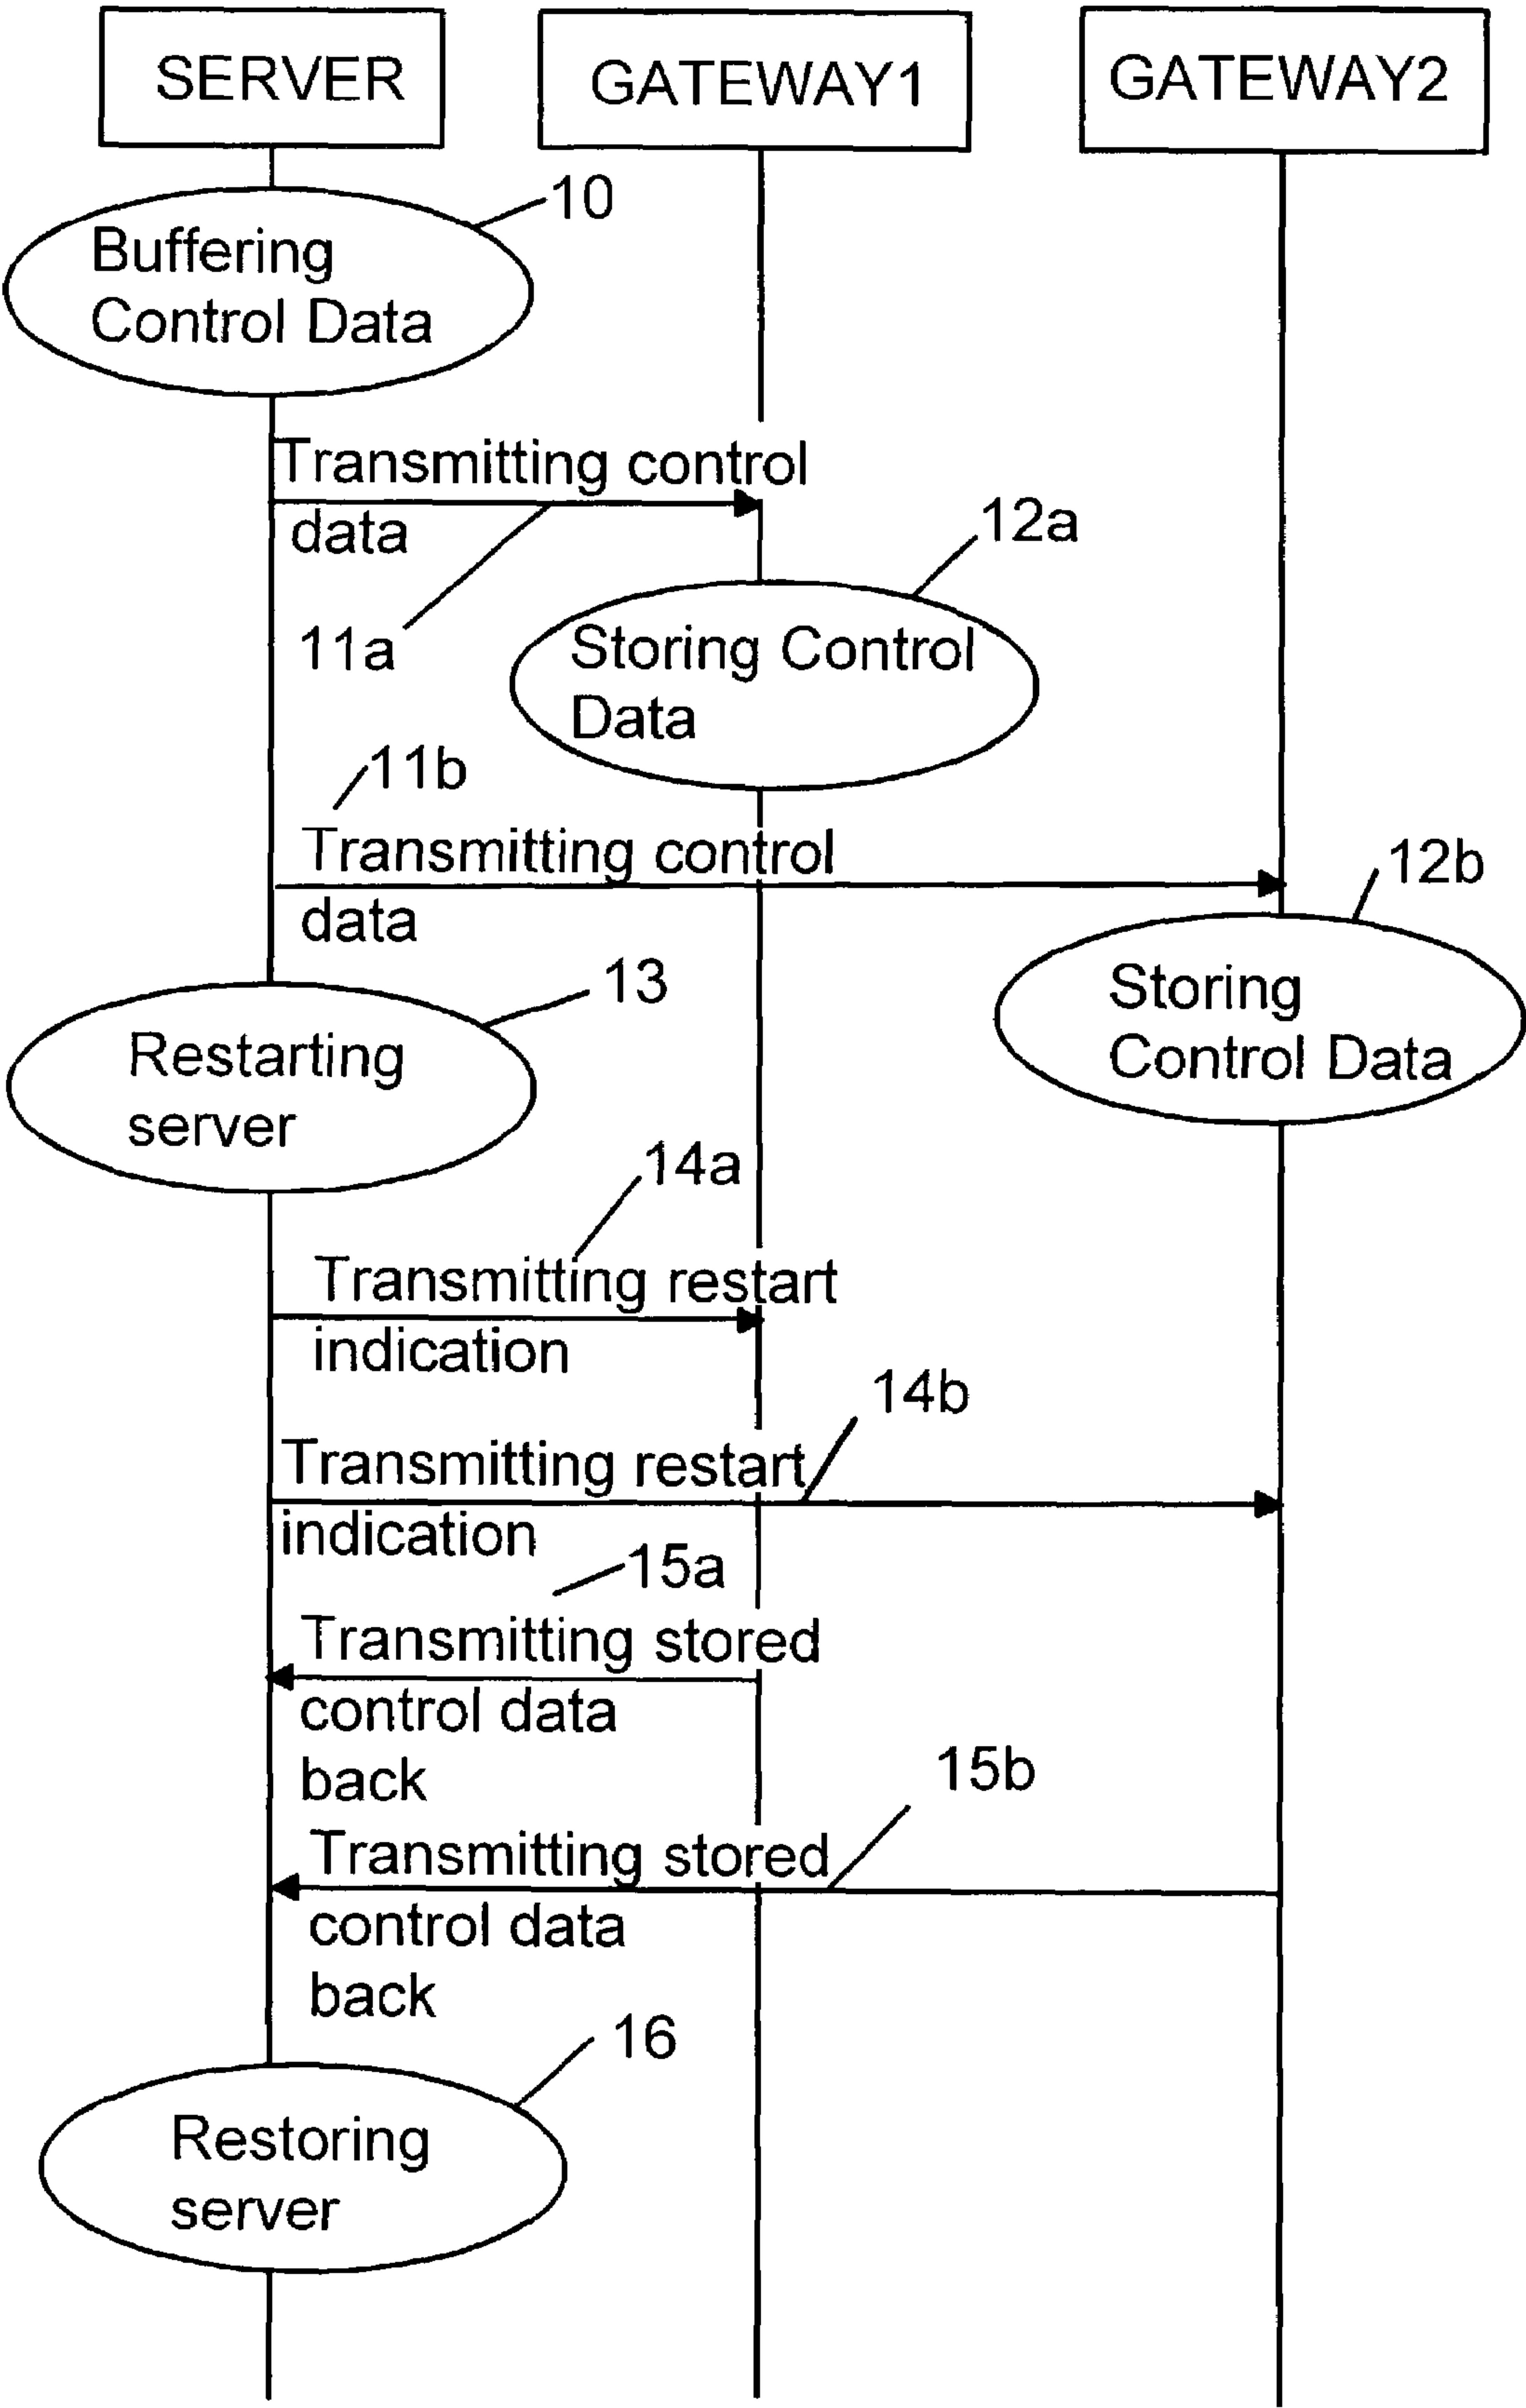 SERVER
GATEWAY1
GATEWAY2
10
Buffering
Control Data
Transmitting control
data
12a
11a
Storing Control
Data
11b
Transmitting control
data
12b
13
Storing
Control Data
Restarting
server
14a
Transmitting restart
indication
14b
Transmitting restart
indication
15a
Transmitting stored
control data
back
15b
Transmitting stored
control data
back
16
Restoring
server